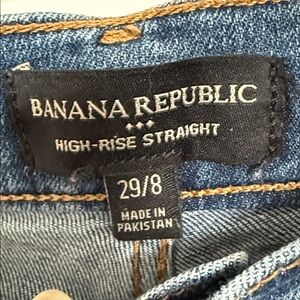 BANANA REPUBLIC
HIGH-RISE STRAIGHT
29/8
MADE IN
PAKISTAN